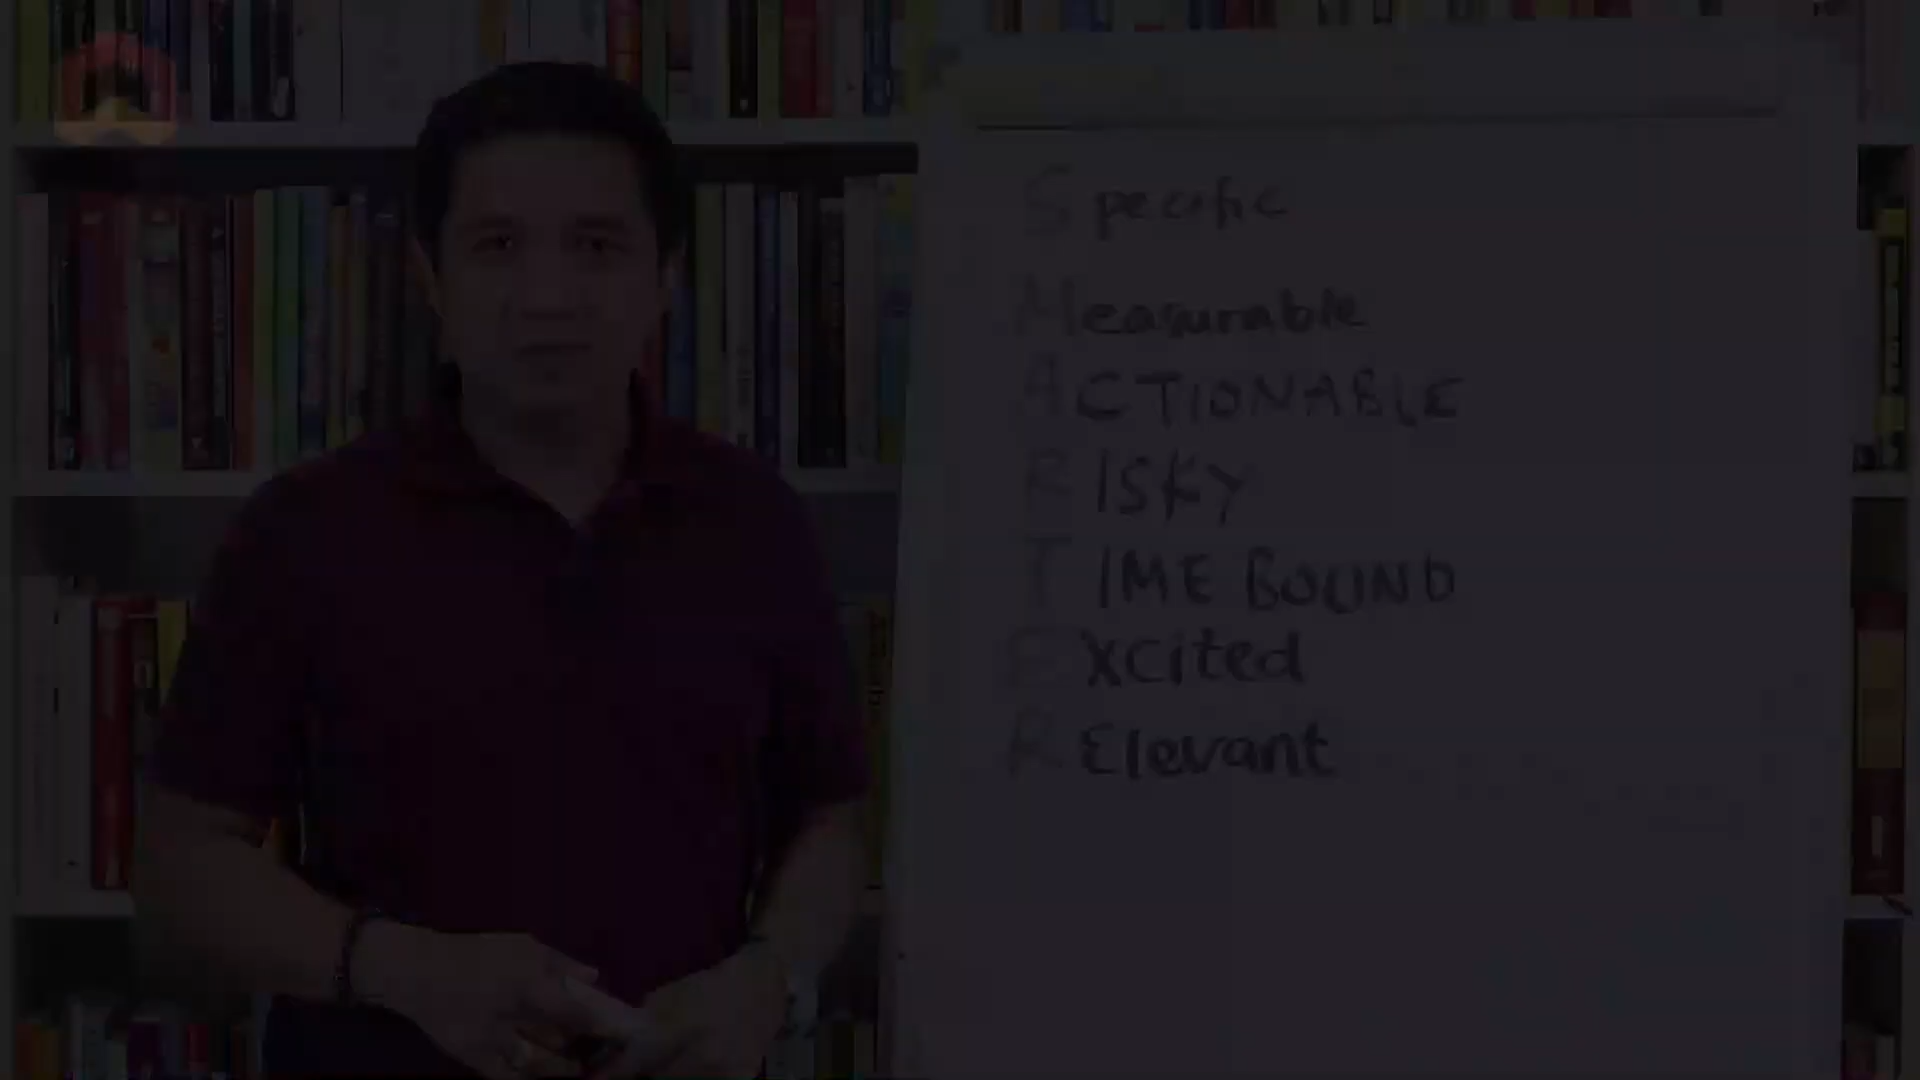 Specific
Measurable
ACTIONABLE
RISKY
TIME BOUND
Excited
RElevant